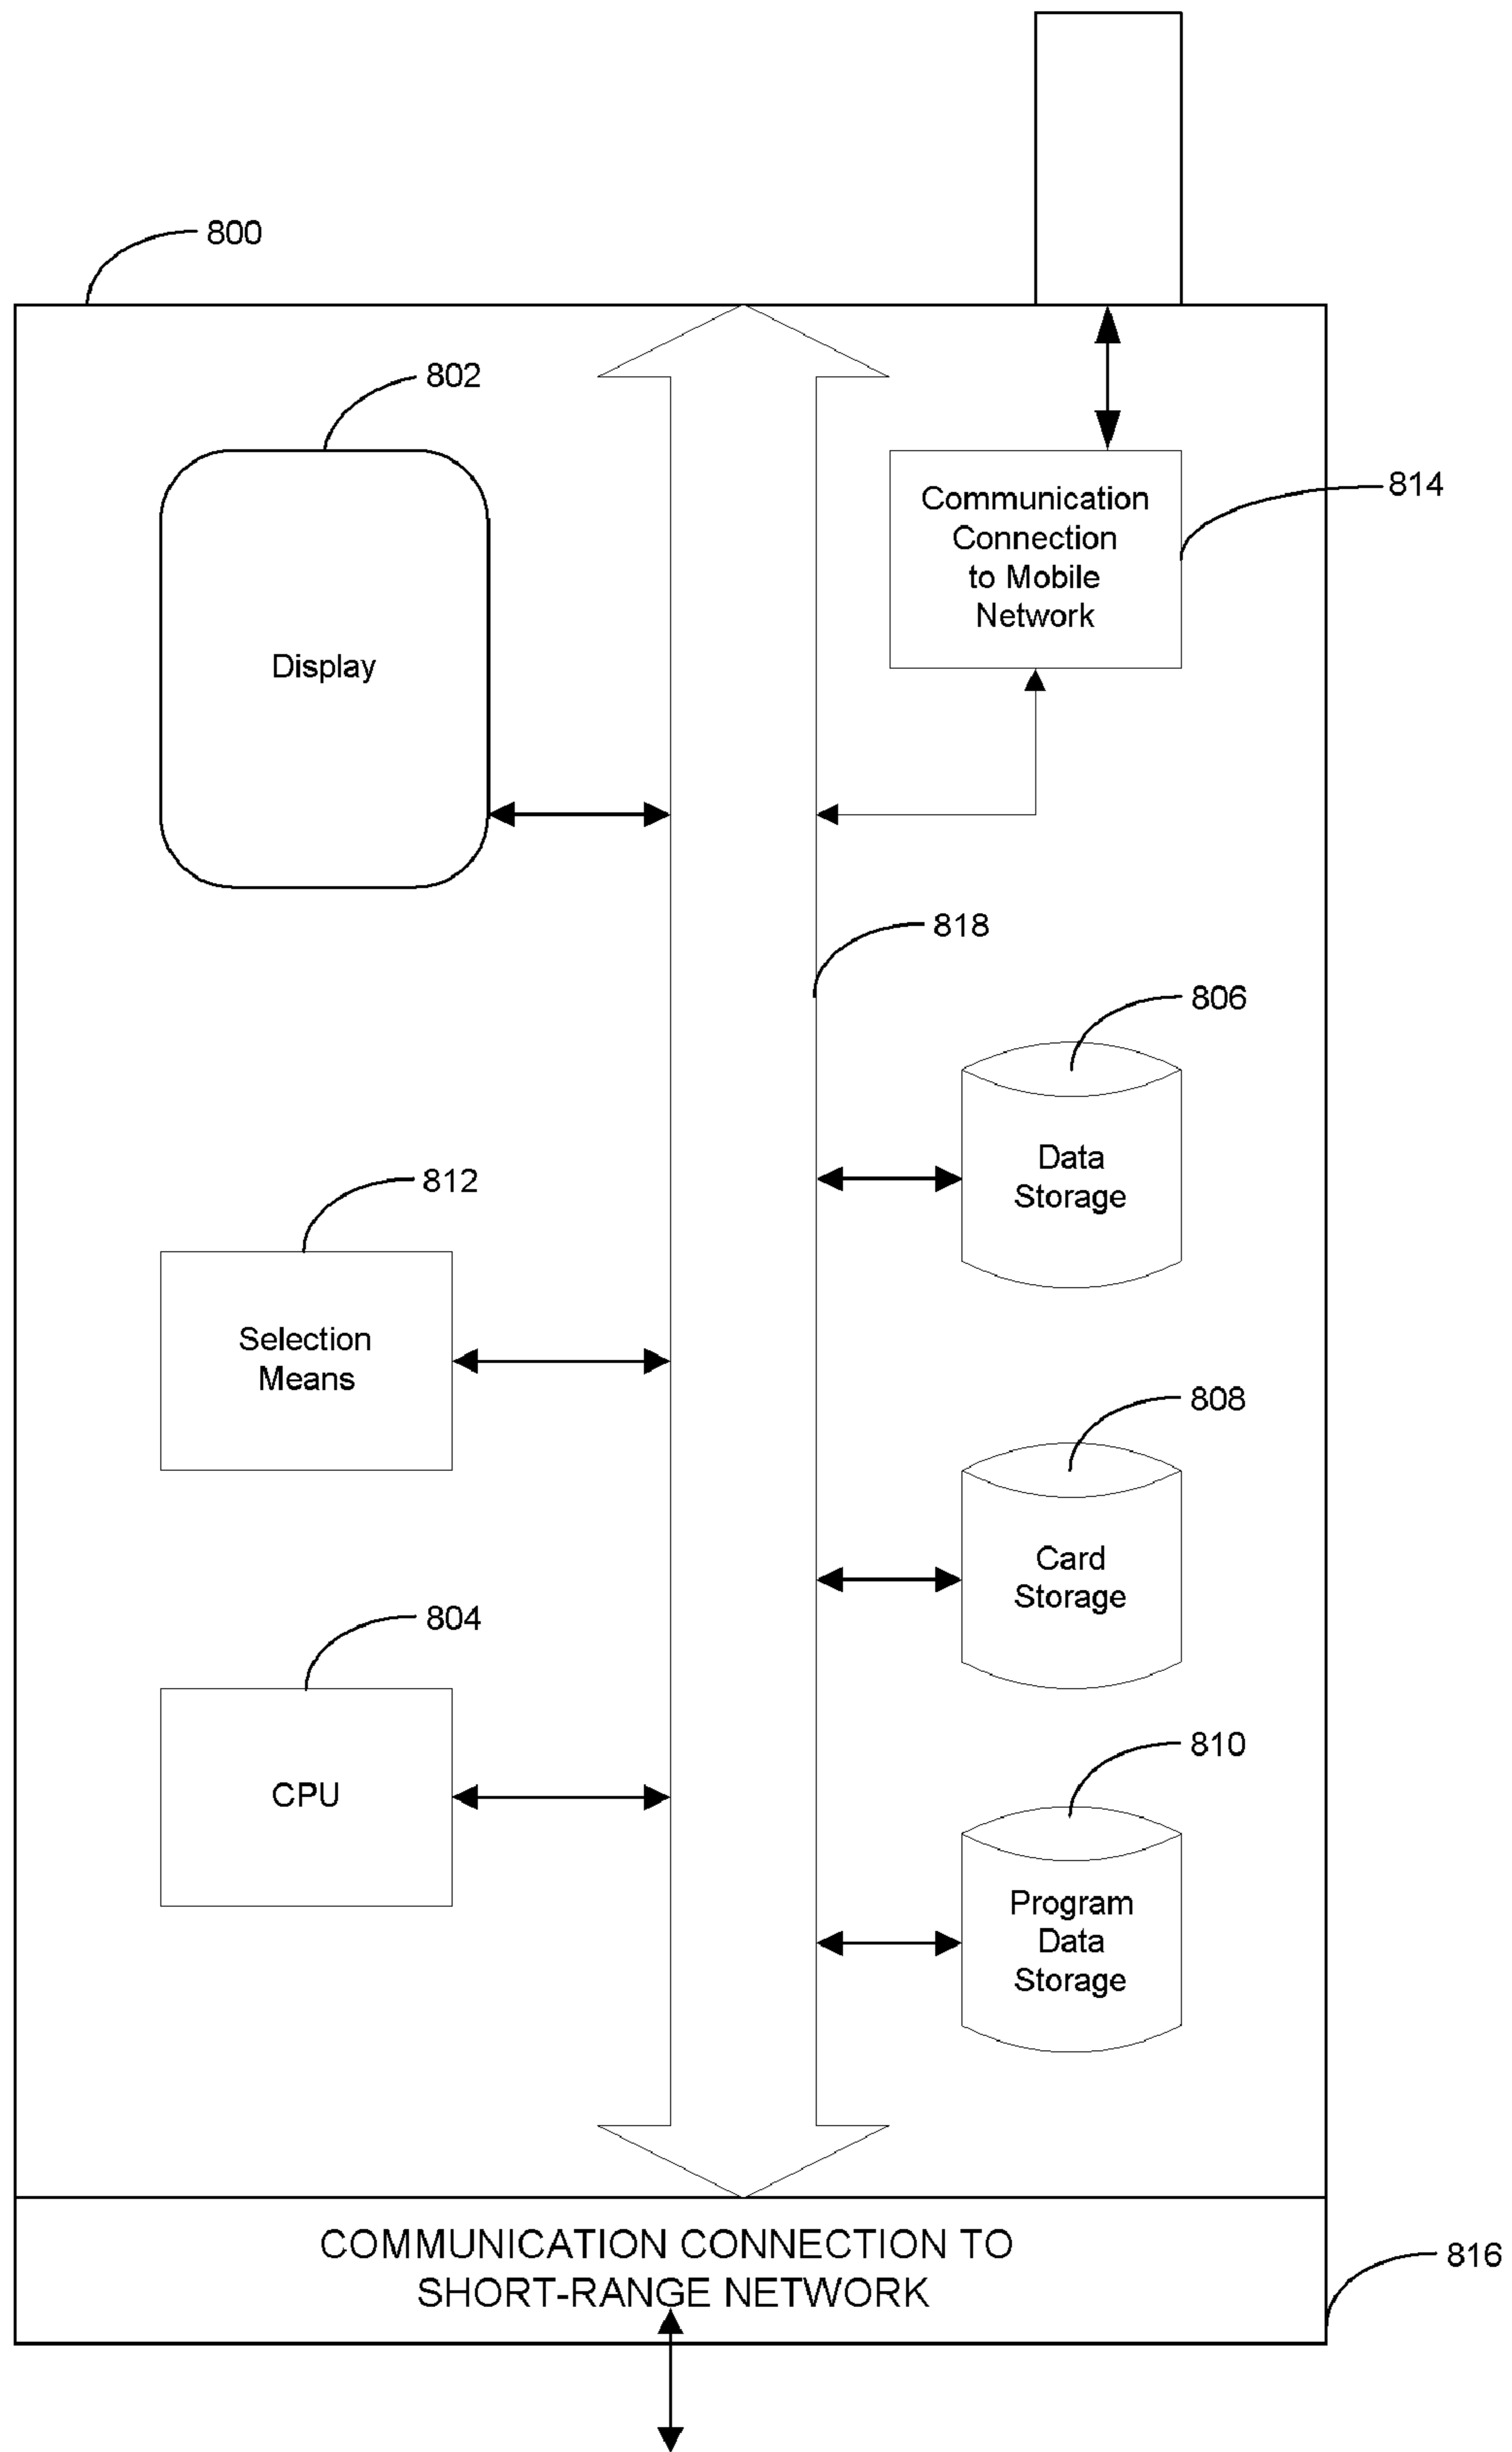 800
802
814
Communication
Connection
to Mobile
Network
Display
818
806
Data
Storage
812
Selection
Means
808
Card
Storage
804
CPU
810
Program
Data
Storage
COMMUNICATION CONNECTION TO
SHORT-RANGE NETWORK
816